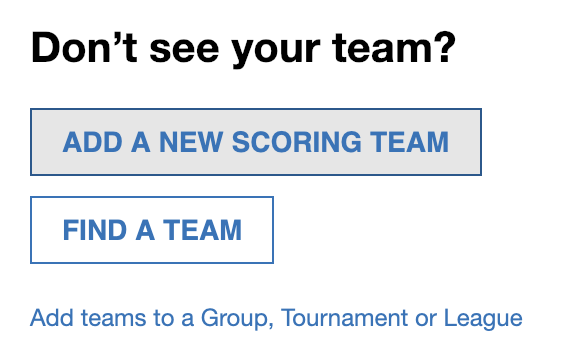 Don’t see your team?
ADD A NEW SCORING TEAM
FIND A TEAM
Add teams to a Group, Tournament or League